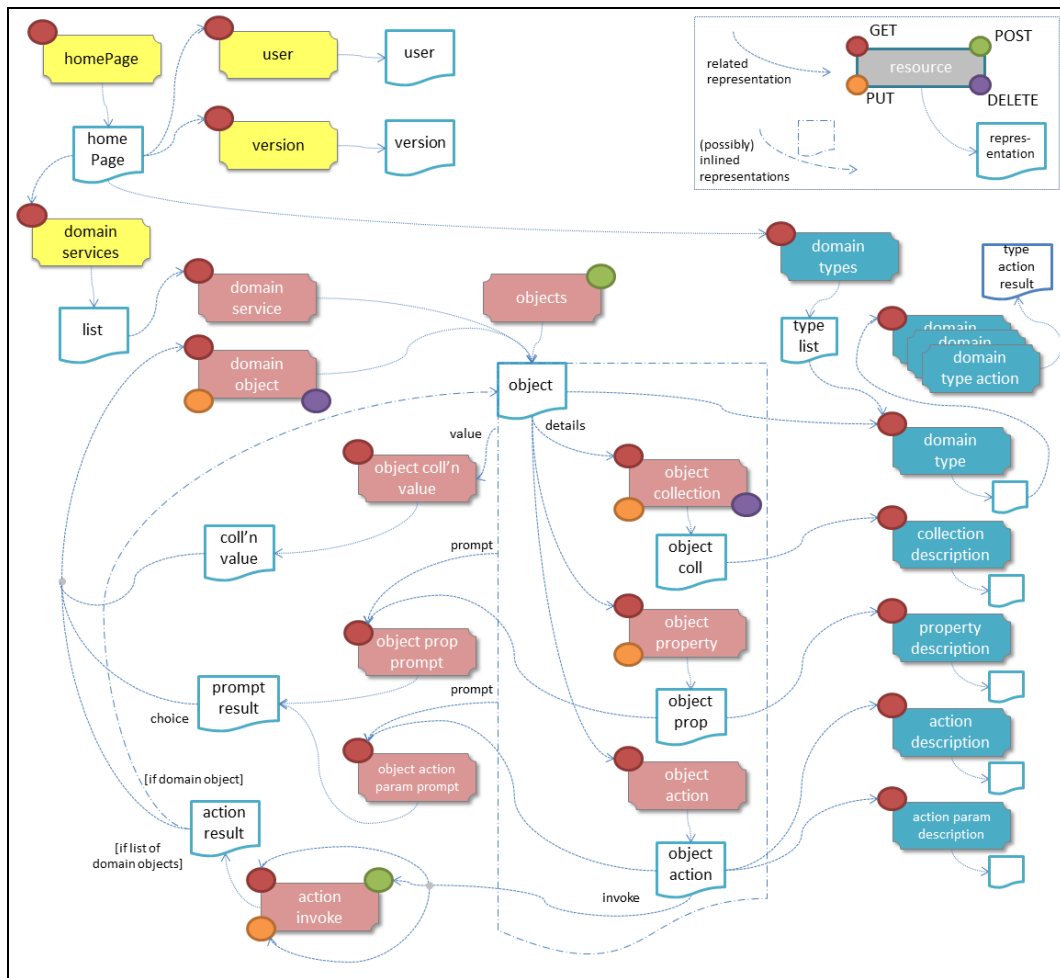 homePage
home
Page
user
user
version
version
GET
POST
resource
PUT
DELETE
related
representation
(possibly)
inlined
representations
repres-
entation
domain
services
list
domain
service
domain
object
objects
object
domain
types
type
list
type
action
result
domain
domain
domain
type action
domain
type
value
details
object coll'n
value
coll'n
value
object
collection
object
coll
collection
description
prompt
object prop
prompt
object
property
object
prop
property
description
prompt
prompt
result
choice
object action
param prompt
object
action
object
action
action
description
action param
description
[if domain object]
action
result
[if list of
domain objects]
action
invoke
invoke